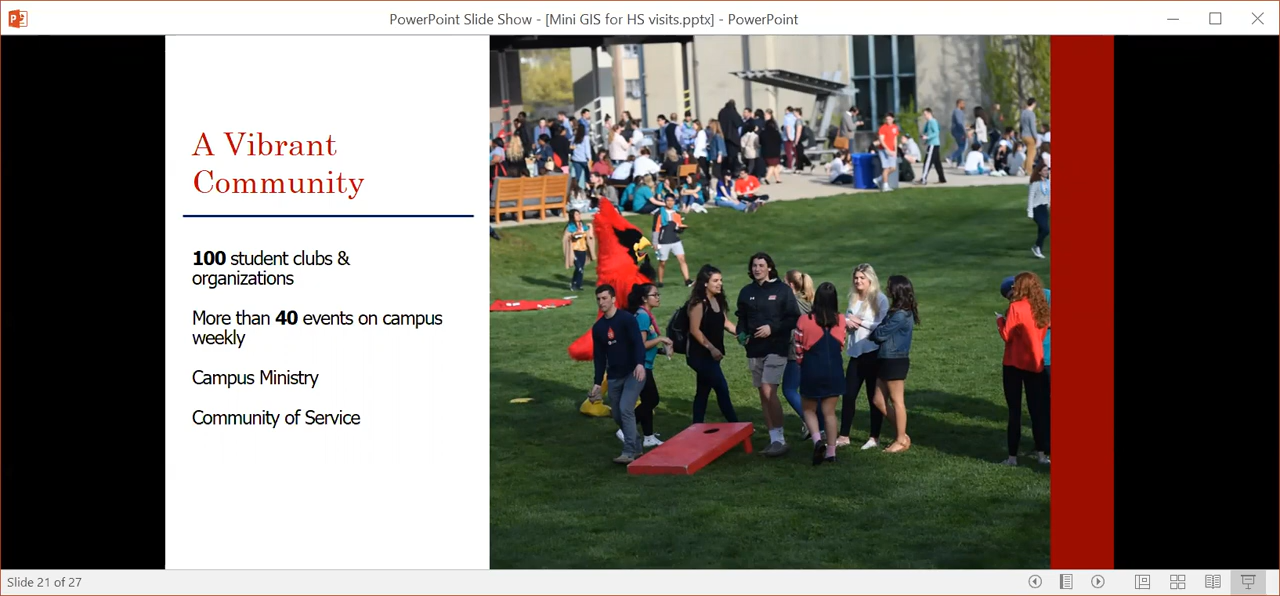 PowerPoint Slide Show - [Mini GIS for HS visits.pptx] - PowerPoint
A Vibrant
Community
100 student clubs &
organizations
More than 40 events on campus
weekly
Campus Ministry
Community of Service
Slide 21 of 27